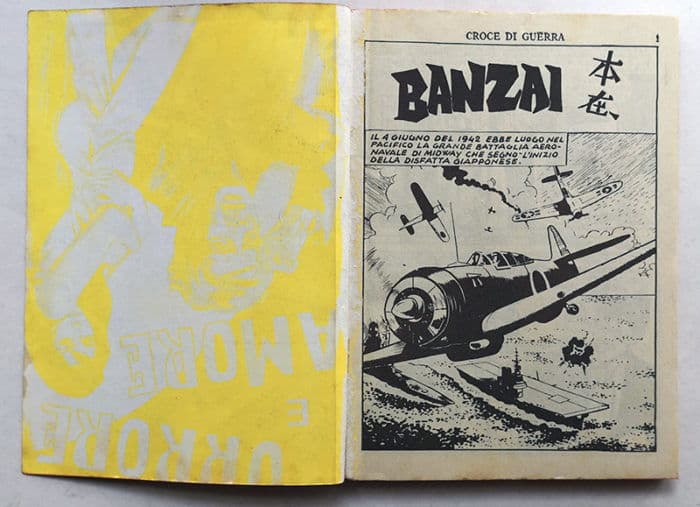 AMORE
E
ORRORE
CROCE DI GUERRA 1
BANZAI
本在
IL 4 GIUGNO DEL 1942 EBBE LUOGO NEL
PACIFICO LA GRANDE BATTAGLIA AERO-
NAVALE DI MIDWAY CHE SEGNO' L'INIZIO
DELLA DISFATTA GIAPPONESE.